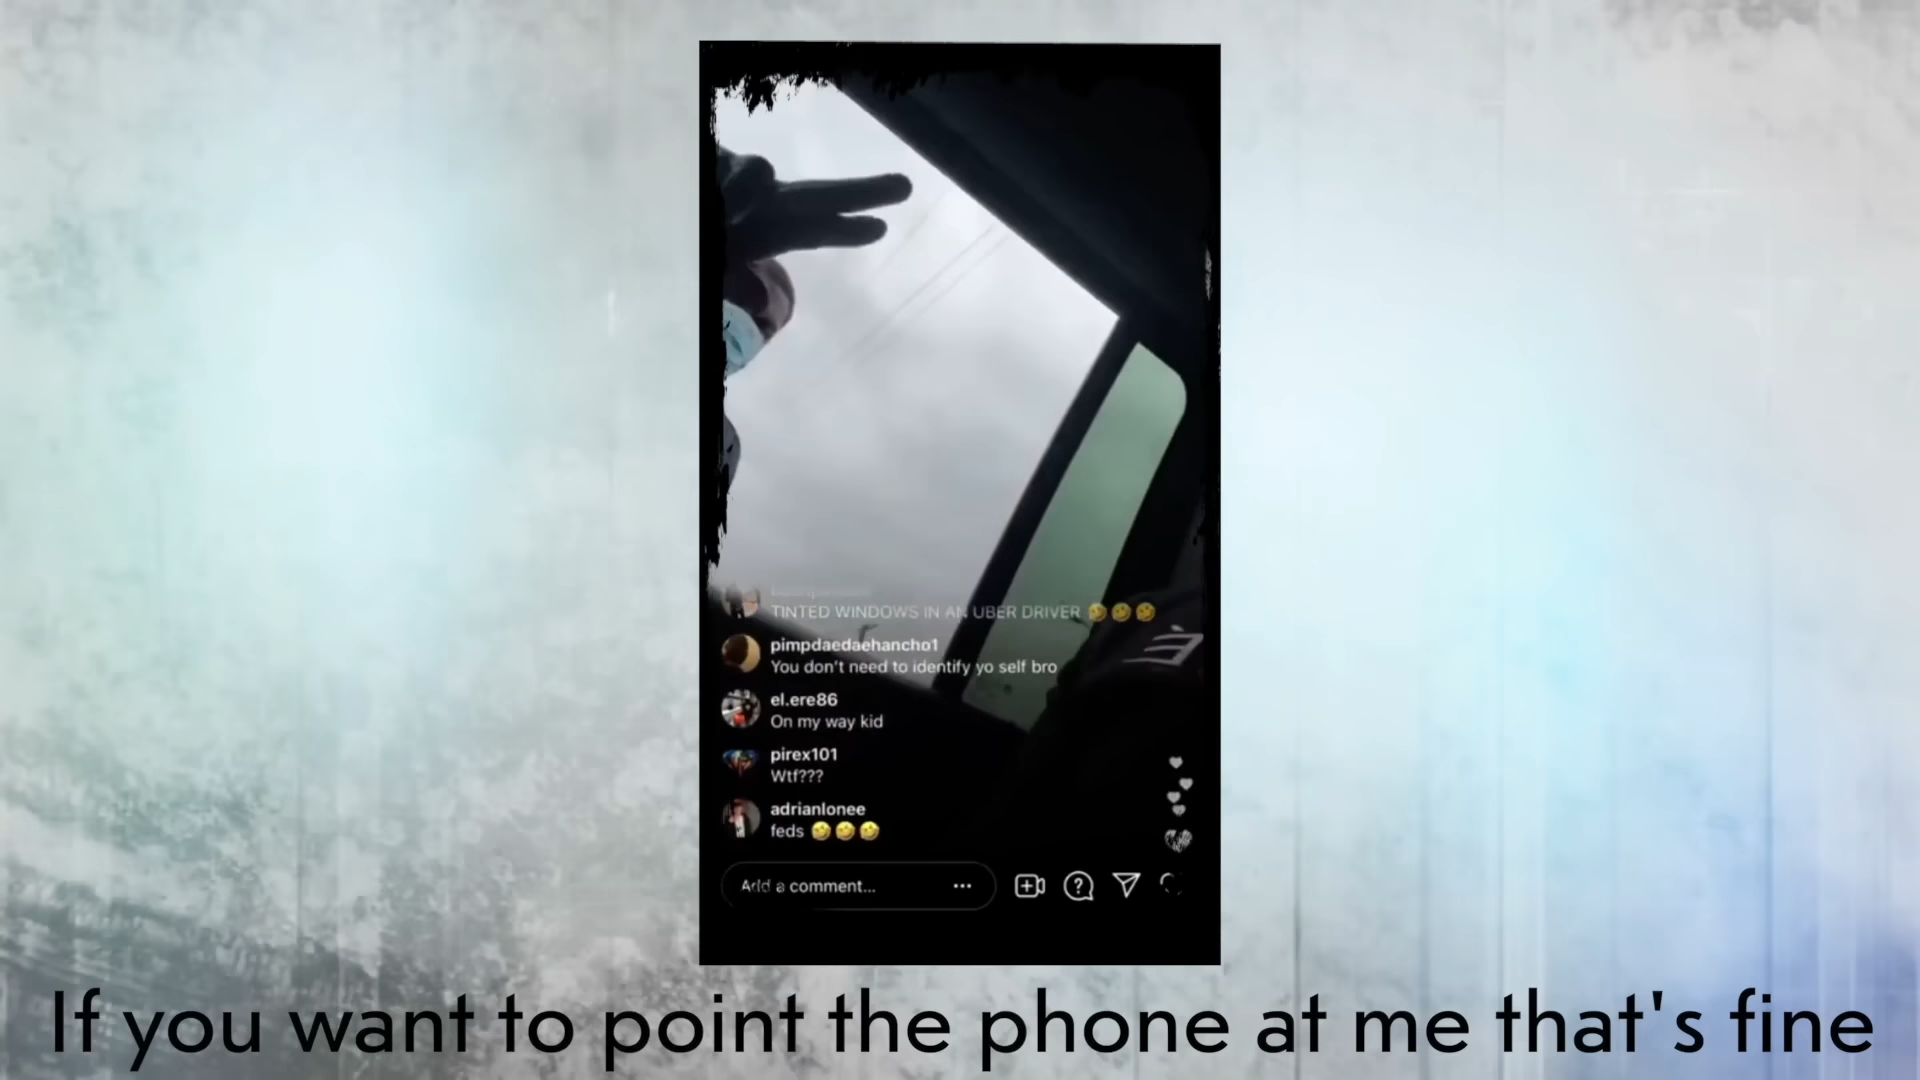 TINTED WINDOWS IN AN UBER DRIVER 🤣🤣🤣
pimpdaedaehancho1
You don't need to identify yo self bro
el.ere86
On my way kid
pirex101
Wtf???
adrianlonee
feds 🤣🤣🤣
Add a comment...
If you want to point the phone at me that's fine